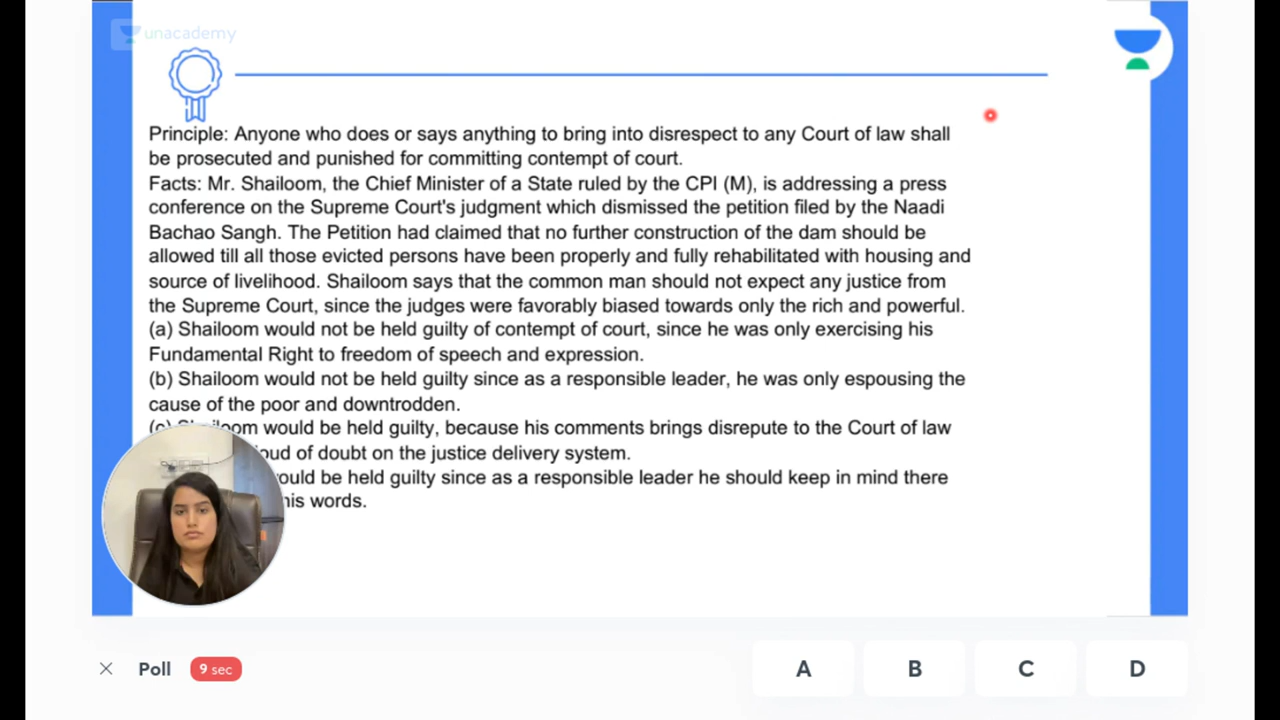 unacademy
Principle: Anyone who does or says anything to bring into disrespect to any Court of law shall
be prosecuted and punished for committing contempt of court.
Facts: Mr. Shailoom, the Chief Minister of a State ruled by the CPI (M), is addressing a press
conference on the Supreme Court's judgment which dismissed the petition filed by the Naadi
Bachao Sangh. The Petition had claimed that no further construction of the dam should be
allowed till all those evicted persons have been properly and fully rehabilitated with housing and
source of livelihood. Shailoom says that the common man should not expect any justice from
the Supreme Court, since the judges were favorably biased towards only the rich and powerful.
(a) Shailoom would not be held guilty of contempt of court, since he was only exercising his
Fundamental Right to freedom of speech and expression.
(b) Shailoom would not be held guilty since as a responsible leader, he was only espousing the
cause of the poor and downtrodden.
(c) Shailoom would be held guilty, because his comments brings disrepute to the Court of law
of doubt on the justice delivery system.
be held guilty since as a responsible leader he should keep in mind there
his words.
Poll 9 sec A B C D